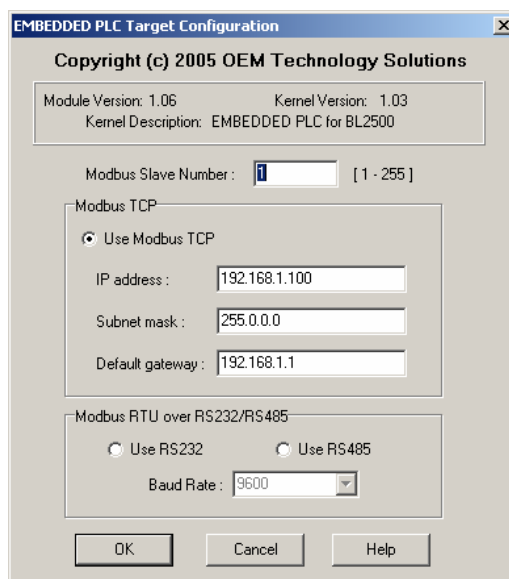 EMBEDDED PLC Target Configuration
Copyright (c) 2005 OEM Technology Solutions
Module Version: 1.06 Kernel Version: 1.03
Kernel Description: EMBEDDED PLC for BL2500
Modbus Slave Number : 1 [ 1 - 255 ]
Modbus TCP
Use Modbus TCP
IP address : 192.168.1.100
Subnet mask : 255.0.0.0
Default gateway : 192.168.1.1
Modbus RTU over RS232/RS485
Use RS232 Use RS485
Baud Rate : 9600
OK Cancel Help